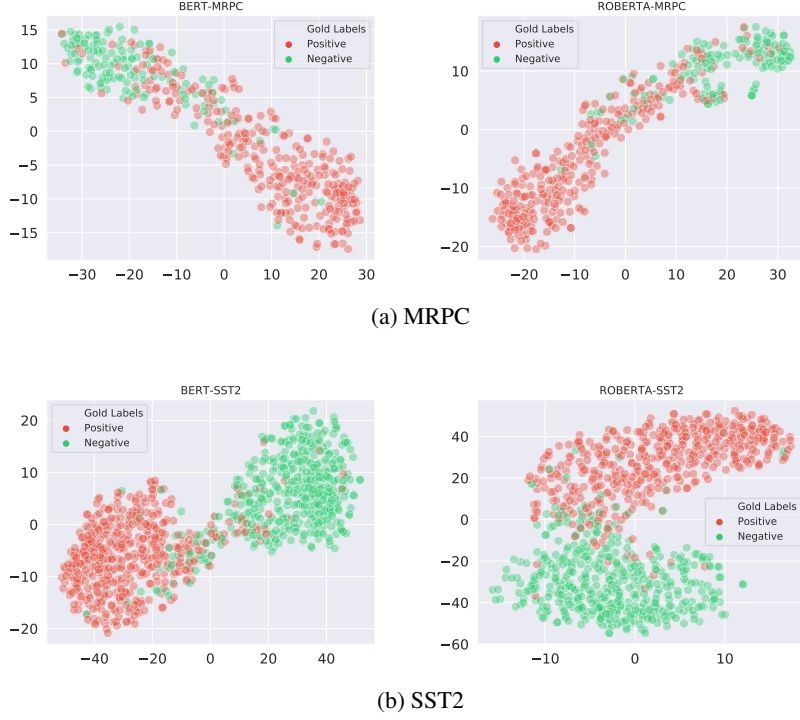 BERT-MRPC
Gold Labels
Positive
Negative
15
10
5
0
−5
−10
−15
−30 −20 −10 0 10 20 30
ROBERTA-MRPC
Gold Labels
Positive
Negative
10
0
−10
−20
−20 −10 0 10 20 30
(a) MRPC
BERT-SST2
Gold Labels
Positive
Negative
20
10
0
−10
−20
−40 −20 0 20 40
ROBERTA-SST2
Gold Labels
Positive
Negative
40
20
0
−20
−40
−60
−10 0 10
(b) SST2